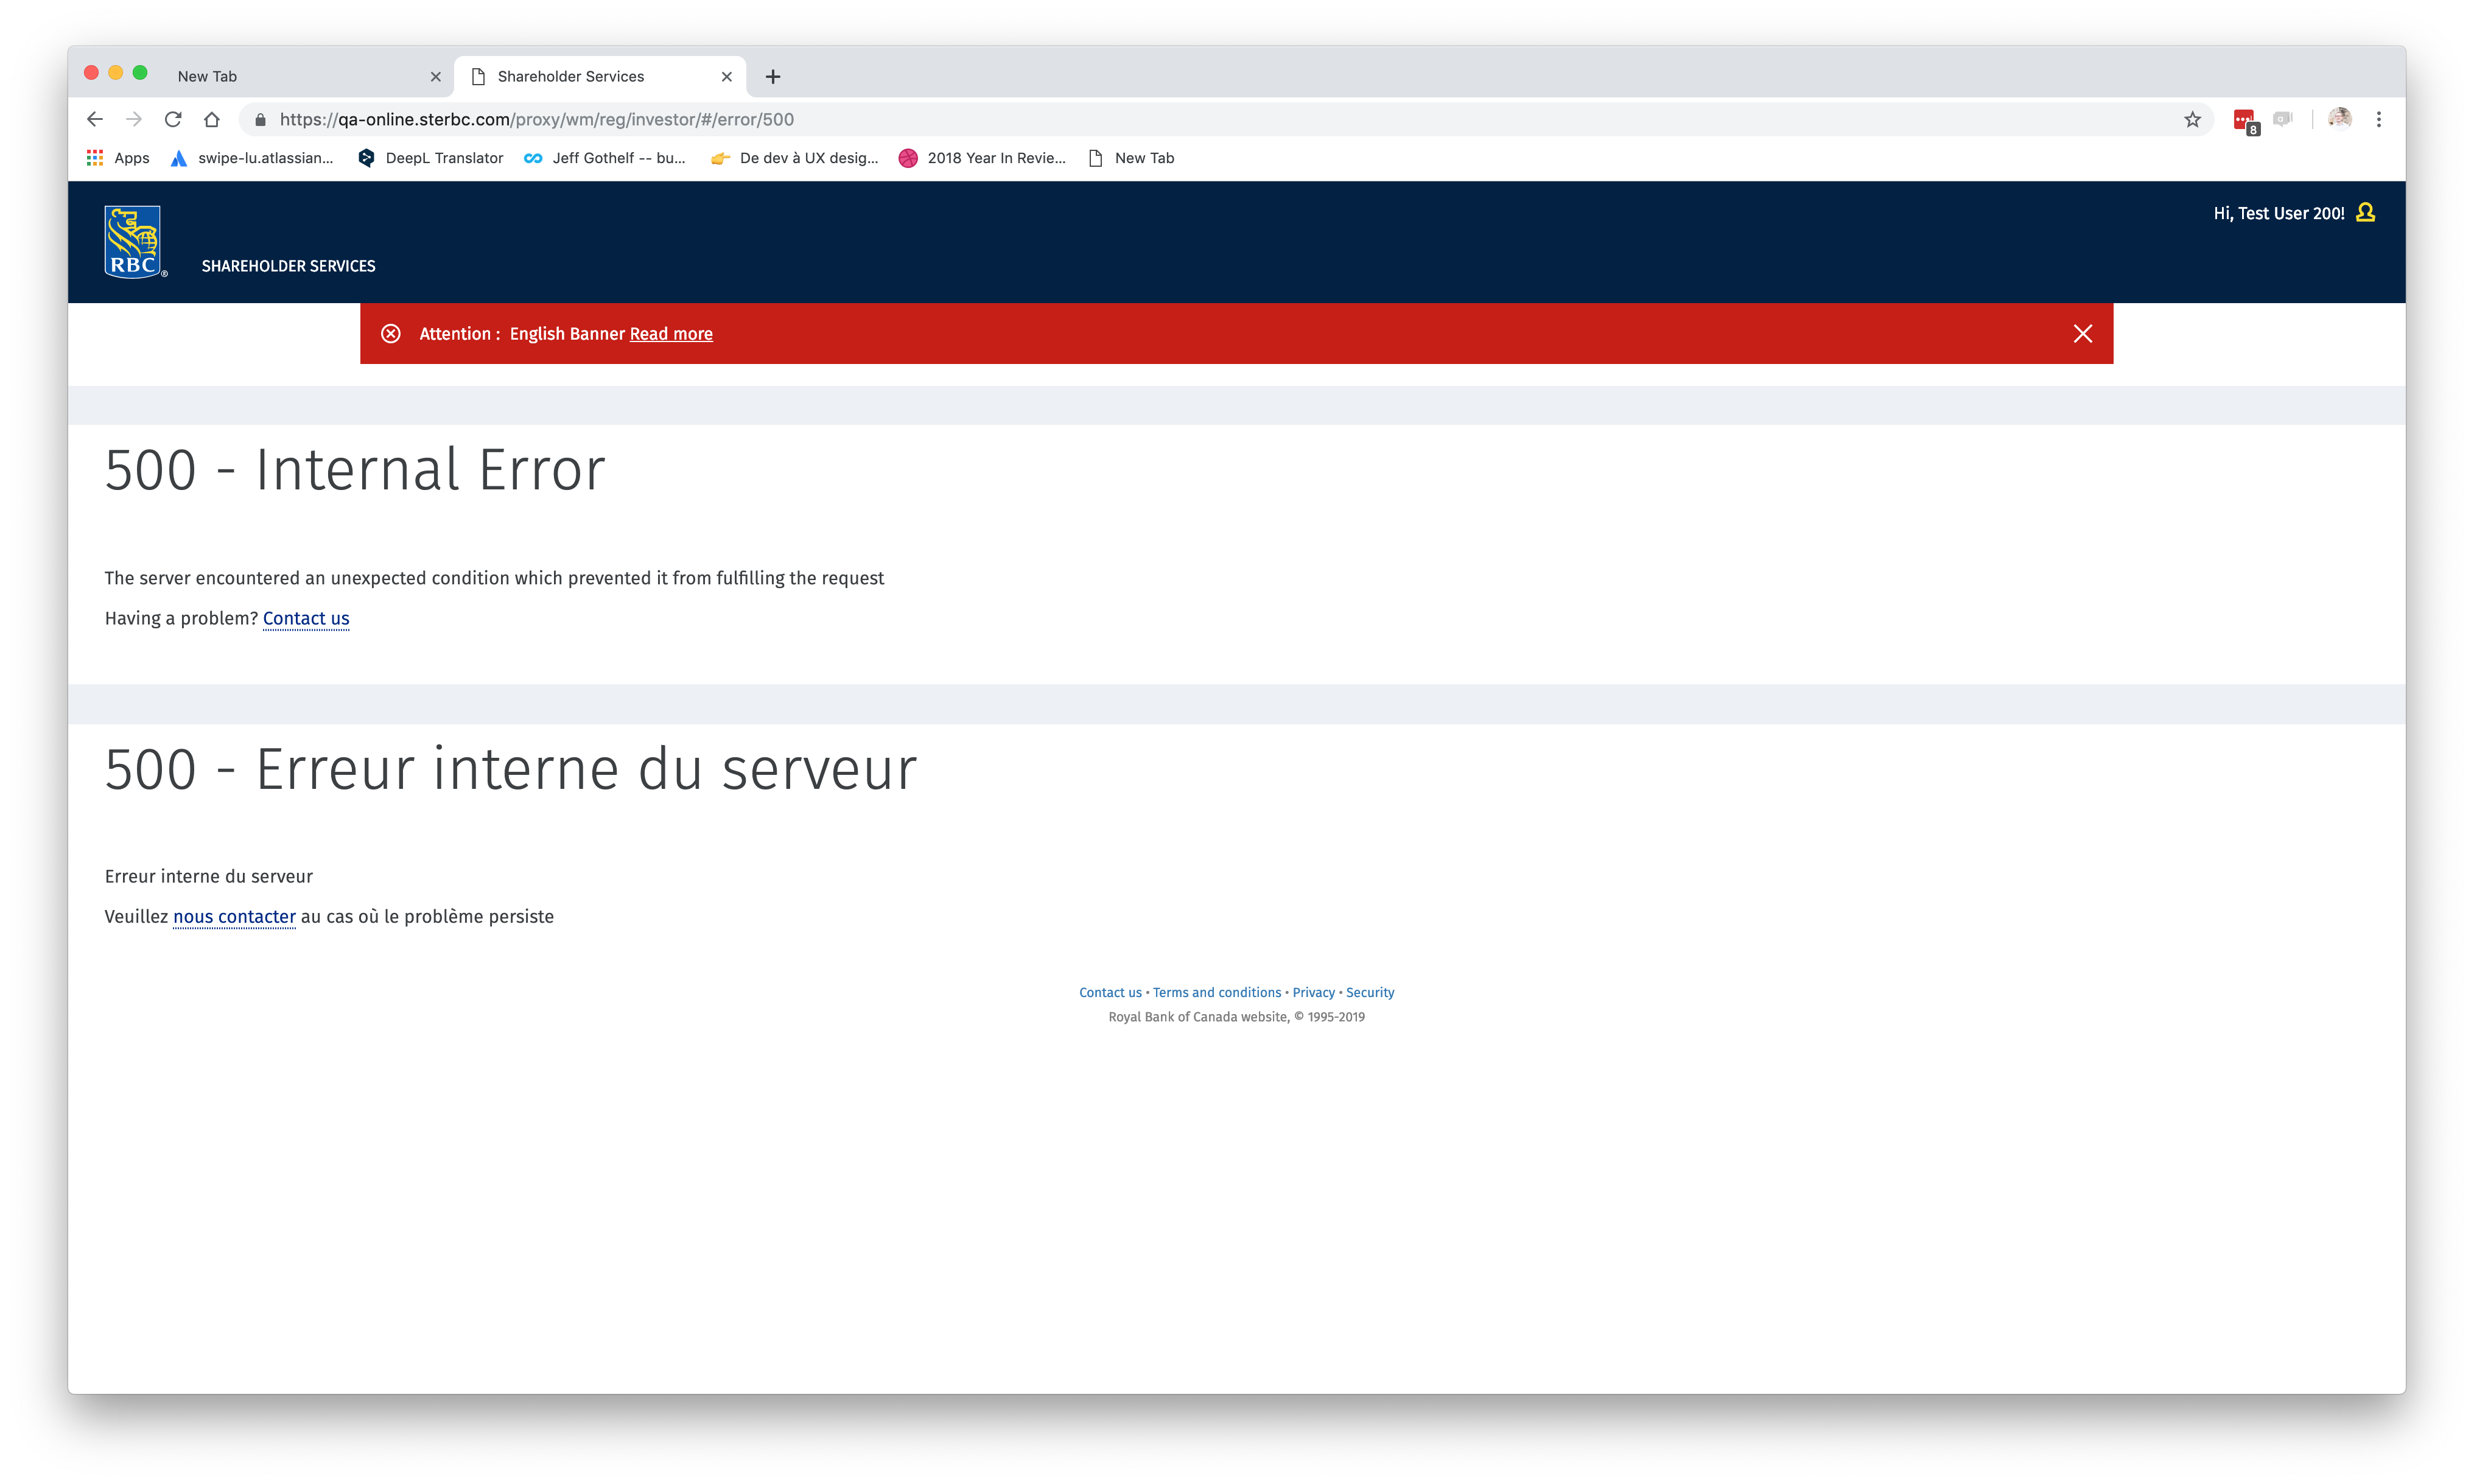 New Tab
Shareholder Services
https://qa-online.sterbc.com/proxy/wm/reg/investor/#/error/500
8
Apps
swipe-lu.atlassian...
DeepL Translator
Jeff Gothelf -- bu...
De dev à UX desig...
2018 Year In Revie...
New Tab
RBC ®
SHAREHOLDER SERVICES
Hi, Test User 200!
Attention : English Banner Read more
500 - Internal Error
The server encountered an unexpected condition which prevented it from fulfilling the request
Having a problem? Contact us
500 - Erreur interne du serveur
Erreur interne du serveur
Veuillez nous contacter au cas où le problème persiste
Contact us • Terms and conditions • Privacy • Security
Royal Bank of Canada website, © 1995-2019